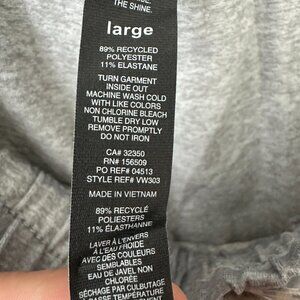 THE SHINE.
large
89% RECYCLED
POLYESTER
11% ELASTANE
TURN GARMENT
INSIDE OUT
MACHINE WASH COLD
WITH LIKE COLORS
NON CHLORINE BLEACH
TUMBLE DRY LOW
REMOVE PROMPTLY
DO NOT IRON
CA# 32350
RN# 156509
PO REF# 04513
STYLE REF# VW303
MADE IN VIETNAM
89% RECYCLÉ
POLIESTERS
11% ÉLASTHANNE
LAVER À L'ENVERS
À L'EAU FROIDE
AVEC DES COULEURS
SEMBLABLES
EAU DE JAVEL NON
CHLORÉE
SÉCHAGE PAR CULBUTAGE
BASSE TEMPÉRATURE